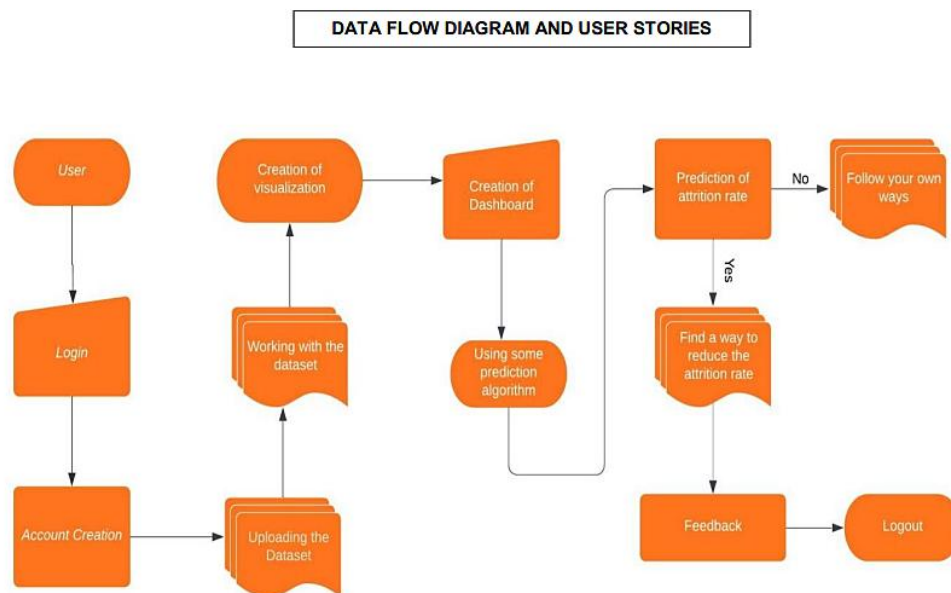 DATA FLOW DIAGRAM AND USER STORIES
User
Login
Account Creation
Uploading the
Dataset
Working with the
dataset
Creation of
visualization
Creation of
Dashboard
Using some
prediction
algorithm
Prediction of
attrition rate
No
Follow your own
ways
Yes
Find a way to
reduce the
attrition rate
Feedback
Logout